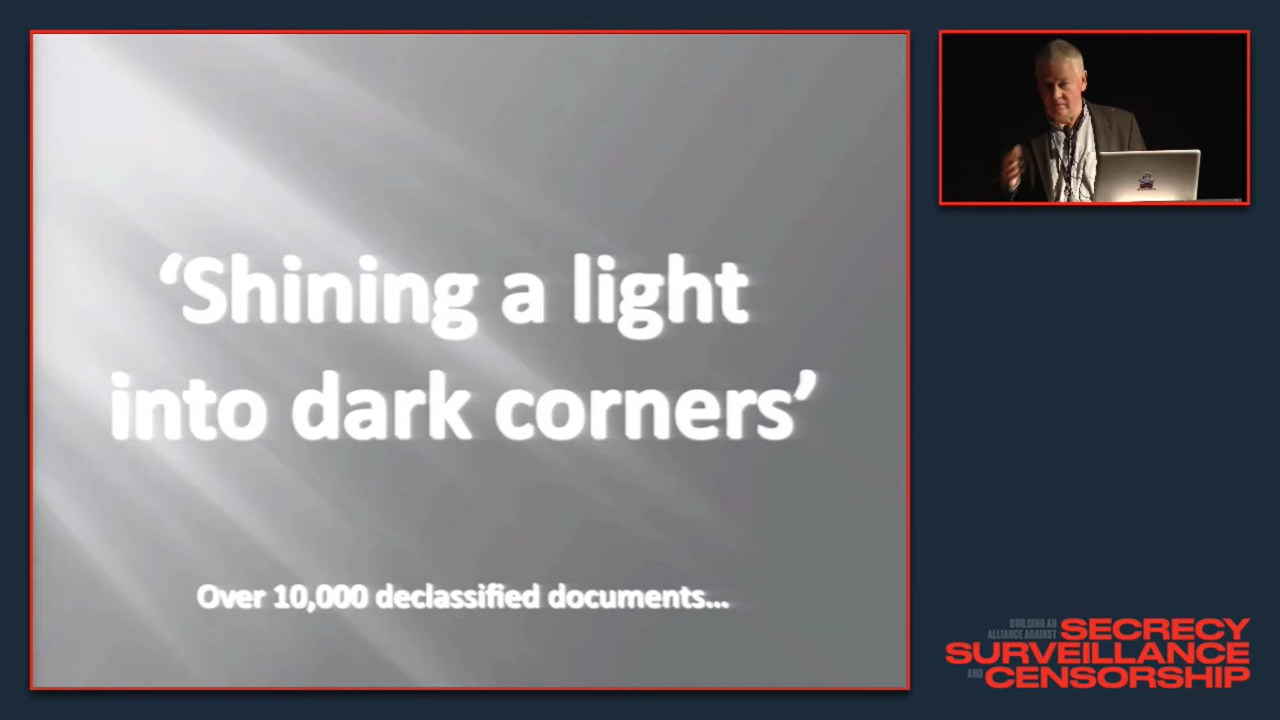 ‘Shining a light
into dark corners’
Over 10,000 declassified documents...
BUILDING AN
ALLIANCE AGAINST
SECRECY
SURVEILLANCE
AND CENSORSHIP